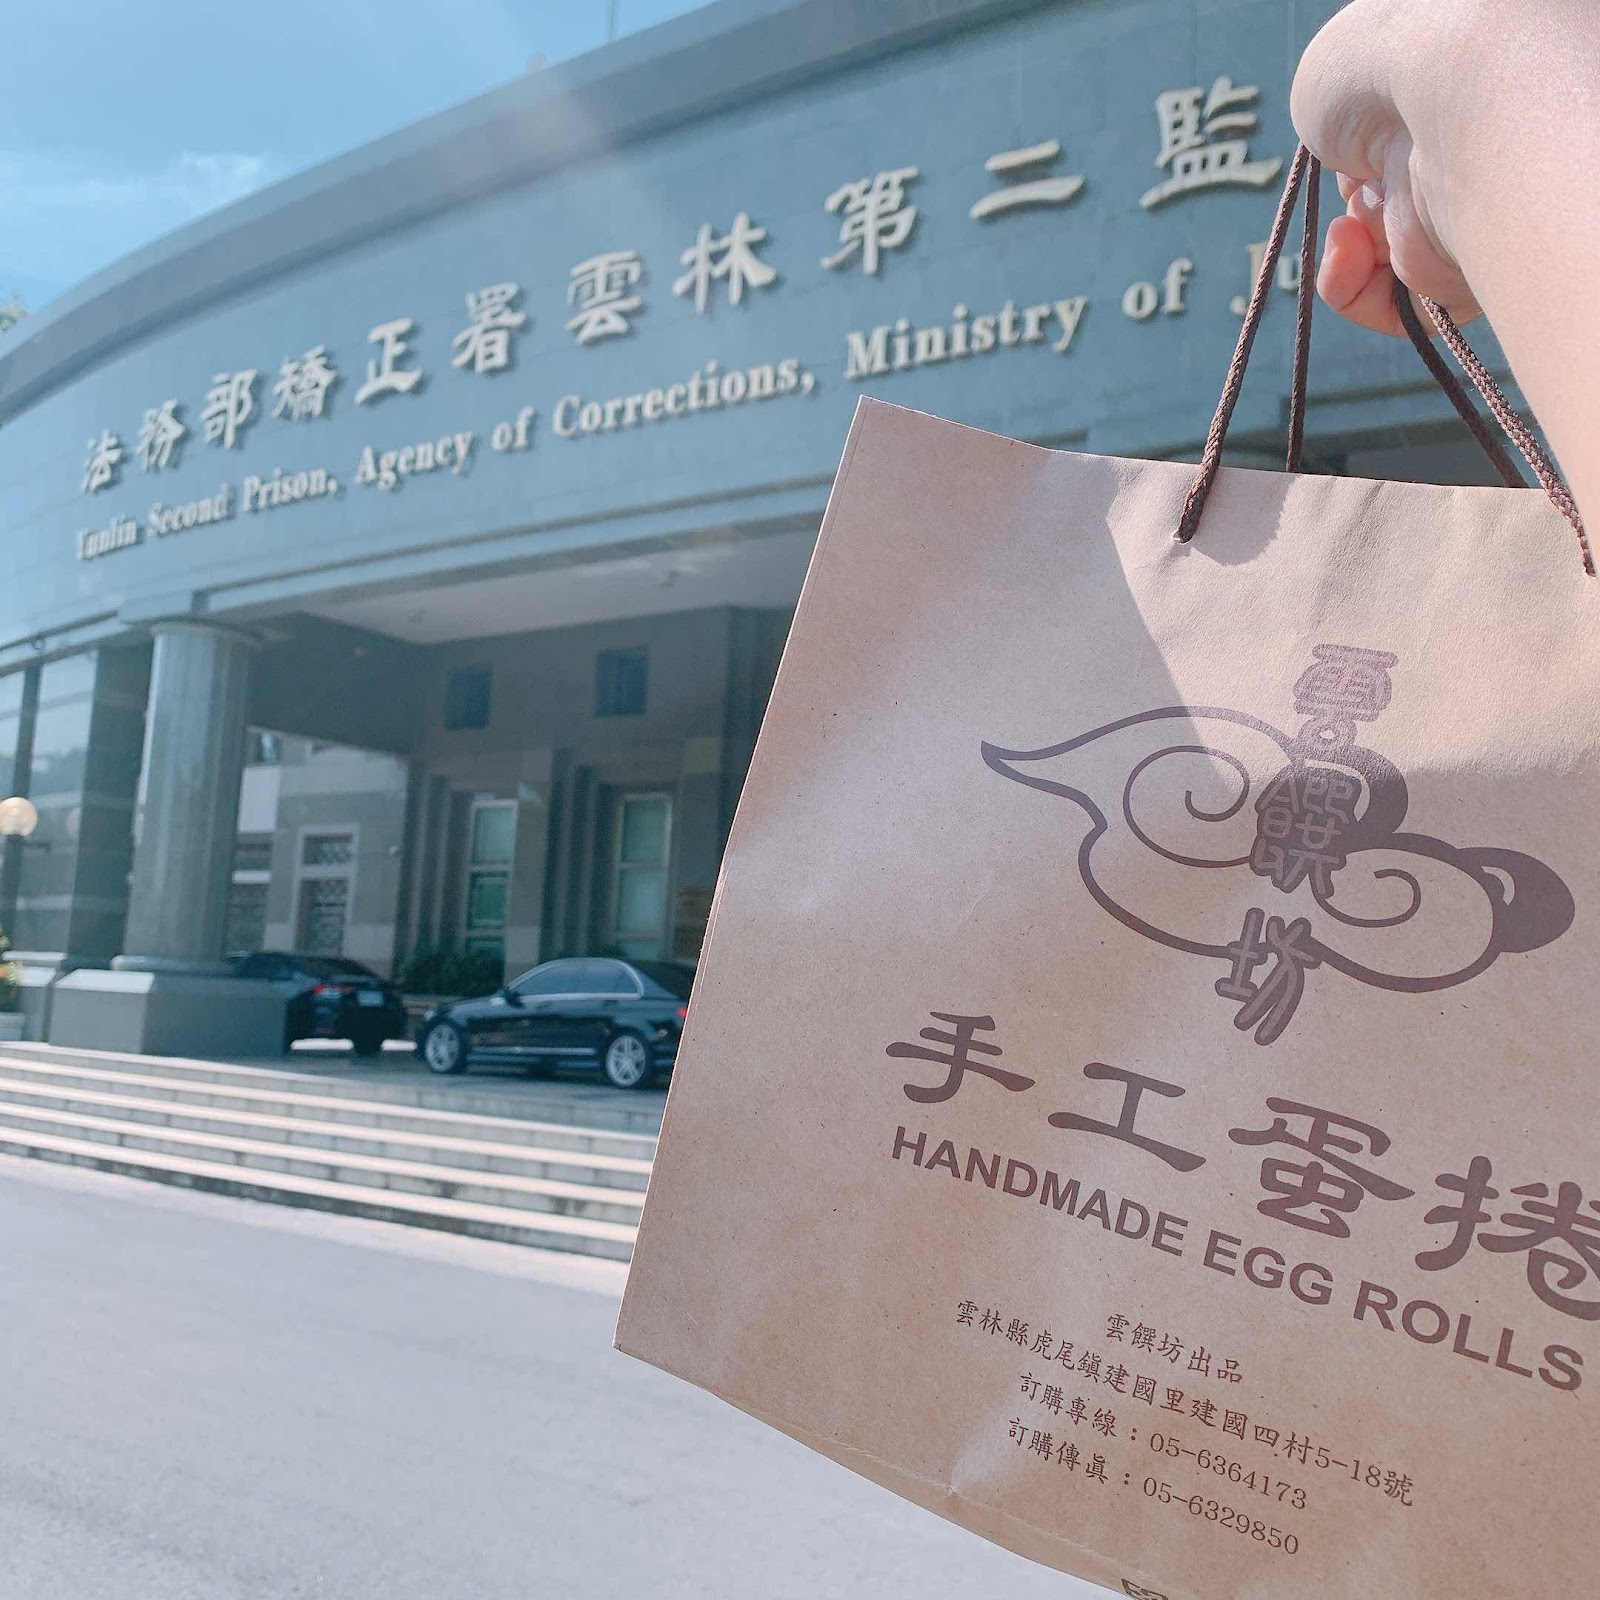 法務部矯正署雲林第二監
Yunlin Second Prison, Agency of Corrections, Ministry of Ju
雲饌坊
手工蛋捲
HANDMADE EGG ROLLS
雲饌坊出品
雲林縣虎尾鎮建國里建國四村5-18號
訂購專線：05-6364173
訂購傳真：05-6329850